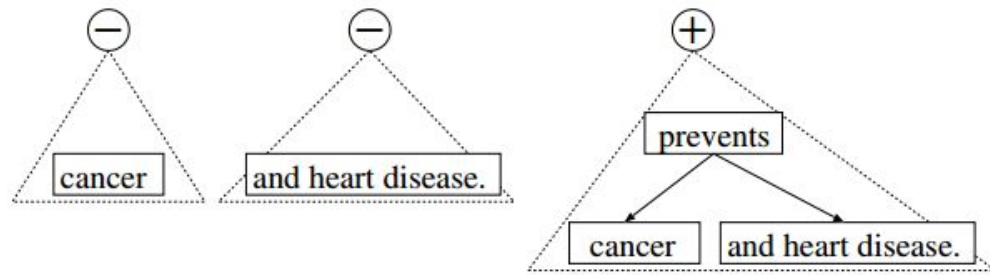 − − +
prevents
cancer and heart disease. cancer and heart disease.